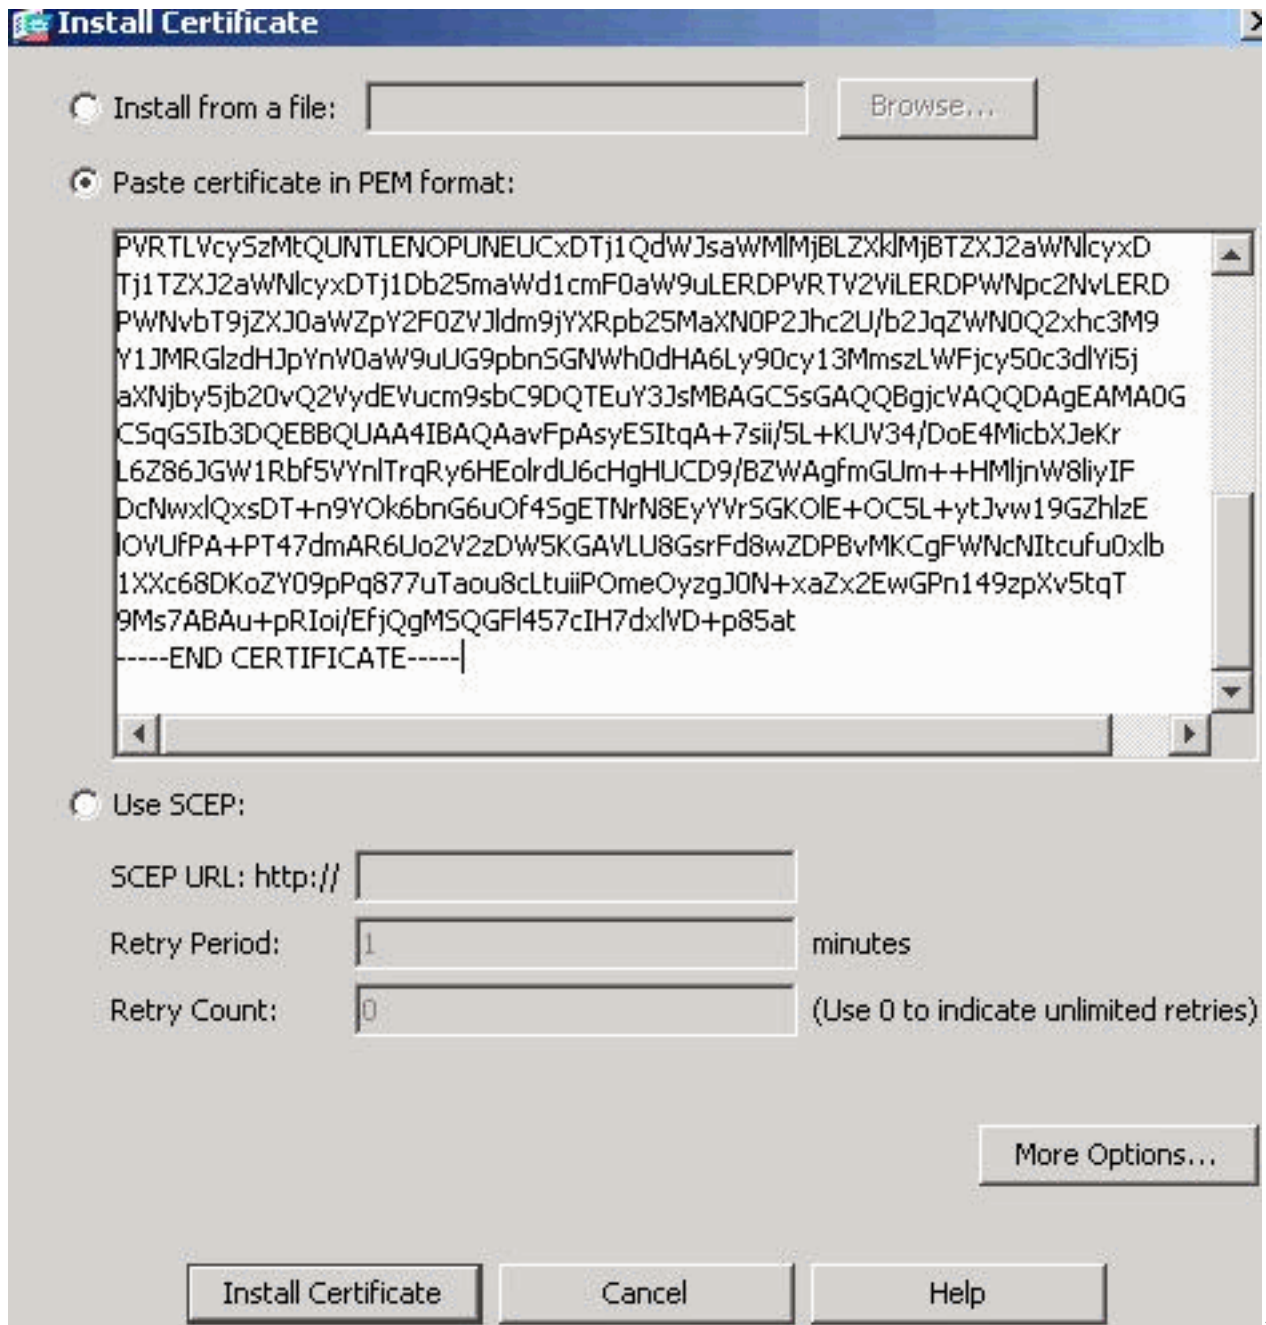 Install Certificate
Install from a file:
Browse...
Paste certificate in PEM format:
PVRTLVcySzMtQUNTLENOPUNEUCxDTj1QdWJsaWMlMjBLZXklMjBTZXJ2aWNlcyxD
Tj1TZXJ2aWNlcyxDTj1Db25maWd1cmF0aW9uLERDPVRTV2ViLERDPWNpc2NvLERD
PWNvbT9jZXJ0aWZpY2F0ZVJldm9jYXRpb25MaXN0P2Jhc2U/b2JqZWN0Q2xhc3M9
Y1JMRGlzdHJpYnV0aW9uUG9pbnSGNWh0dHA6Ly90cy13MmszLWFjcy50c3dlYi5j
aXNjby5jb20vQ2VydEVucm9sbC9DQTEuY3JsMBAGCSsGAQQBgjcVAQQDAgEAMA0G
CSqGSIb3DQEBBQUAA4IBAQAavFpAsyESItqA+7sii/5L+KUV34/DoE4MicbXJeKr
L6Z86JGW1Rbf5VYnlTrqRy6HEolrdU6cHgHUCD9/BZWAgfmGUm++HMljnW8liyIF
DcNwxlQxsDT+n9YOk6bnG6uOf4SgETNrN8EyYVrSGKOlE+OC5L+ytJvw19GZhlzE
lOVUfPA+PT47dmAR6Uo2V2zDW5KGAVLU8GsrFd8wZDPBvMKCgFWNcNItcufu0xlb
1XXc68DKoZY09pPq877uTaou8cLtuiiPOmeOyzgJ0N+xaZx2EwGPn149zpXv5tqT
9Ms7ABAu+pRIoi/EfjQgMSQGFl457cIH7dxlVD+p85at
-----END CERTIFICATE-----
Use SCEP:
SCEP URL: http://
Retry Period: 1 minutes
Retry Count: 0 (Use 0 to indicate unlimited retries)
More Options...
Install Certificate Cancel Help